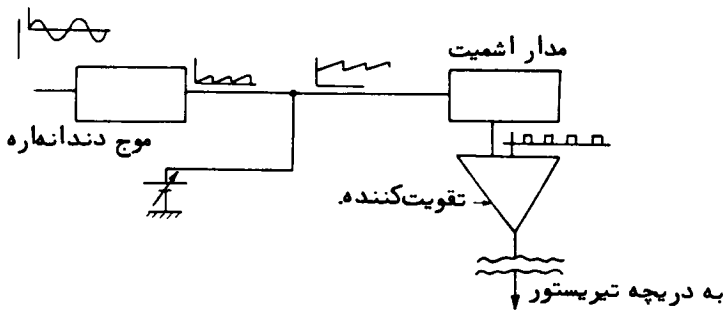 مدار اشمیت
موج دندانه‌اره
تقویت‌کننده.
به دریچه تیریستور